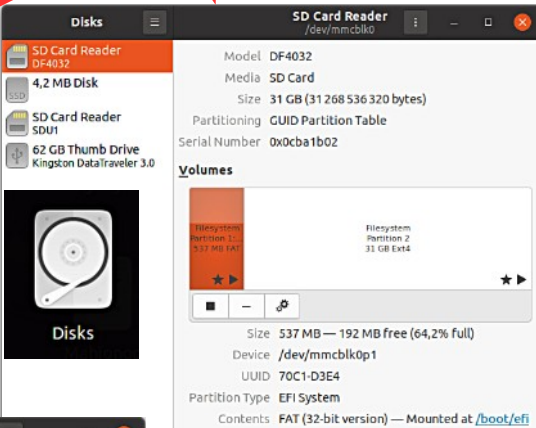 Disks
SD Card Reader
/dev/mmcblk0
SD Card Reader
DF4032
4,2 MB Disk
SSD
SD Card Reader
SDU1
62 GB Thumb Drive
Kingston DataTraveler 3.0
Disks
Model DF4032
Media SD Card
Size 31 GB (31 268 536 320 bytes)
Partitioning GUID Partition Table
Serial Number 0x0cba1b02
Volumes
Filesystem
Partition 1:...
537 MB FAT
Filesystem
Partition 2
31 GB Ext4
Size 537 MB — 192 MB free (64,2% full)
Device /dev/mmcblk0p1
UUID 70C1-D3E4
Partition Type EFI System
Contents FAT (32-bit version) — Mounted at /boot/efi